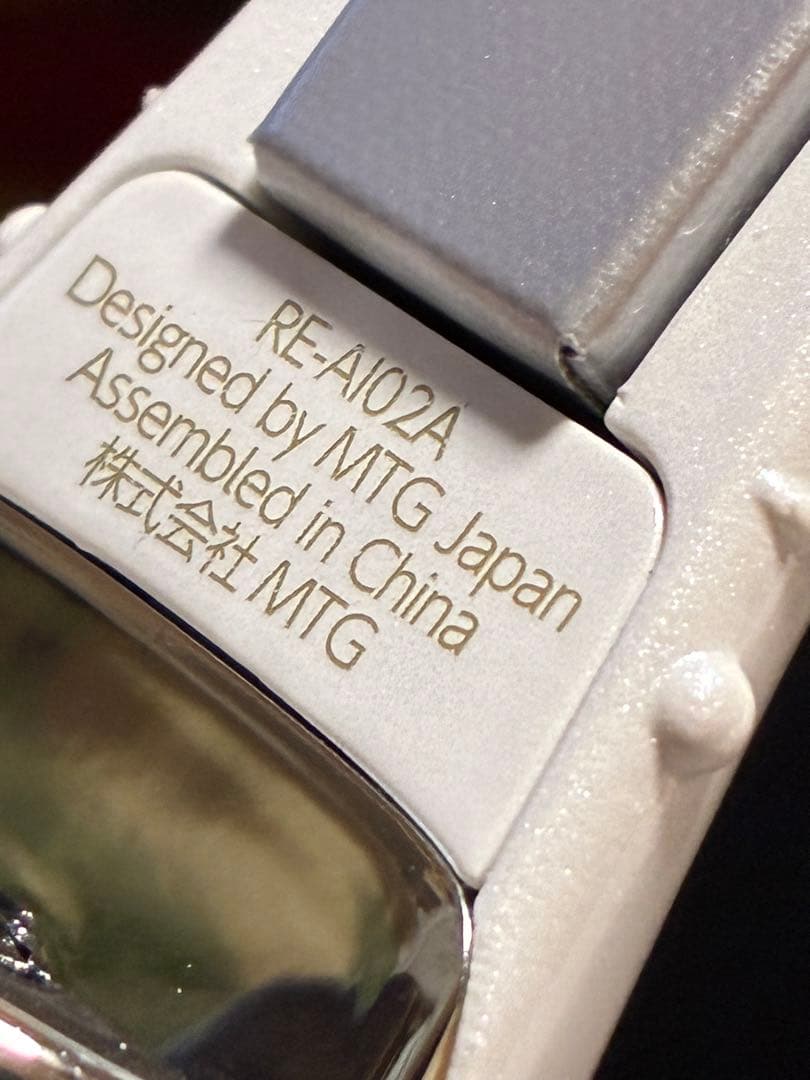 RE-AI02A
Designed by MTG Japan
Assembled in China
株式会社 MTG